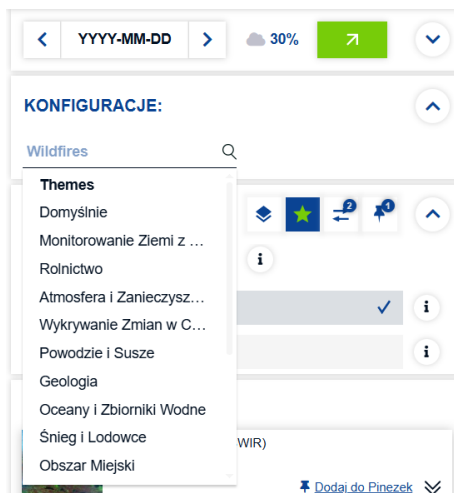 YYYY-MM-DD
30%
KONFIGURACJE:
Wildfires
Themes
Domyślnie
Monitorowanie Ziemi z ...
2
1
Rolnictwo
Atmosfera i Zanieczysz...
Wykrywanie Zmian w C...
Powodzie i Susze
Geologia
Oceany i Zbiorniki Wodne
Śnieg i Lodowce
WIR)
Obszar Miejski
Dodaj do Pinezek